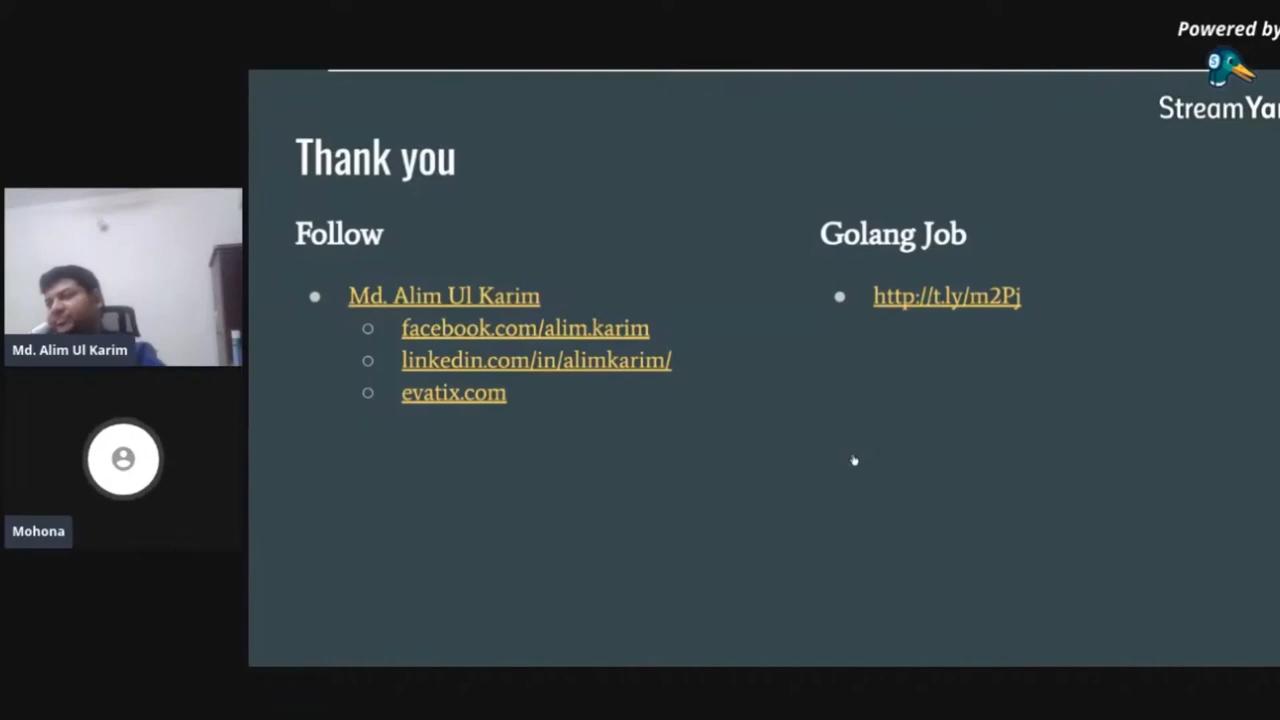 Powered by
StreamYar
Thank you
Follow
Golang Job
Md. Alim Ul Karim
http://t.ly/m2Pj
facebook.com/alim.karim
linkedin.com/in/alimkarim/
evatix.com
Md. Alim Ul Karim
Mohona